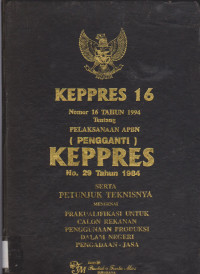 KEPPRES 16
Nomor 16 TAHUN 1994
Tentang
PELAKSANAAN APBN
( PENGGANTI )
KEPPRES
No. 29 Tahun 1984
SERTA
PETUNJUK TEKNISNYA
MENGENAI
PRAKUALIFIKASI UNTUK
CALON REKANAN
PENGGUNAAN PRODUKSI
DALAM NEGERI
PENGADAAN-JASA